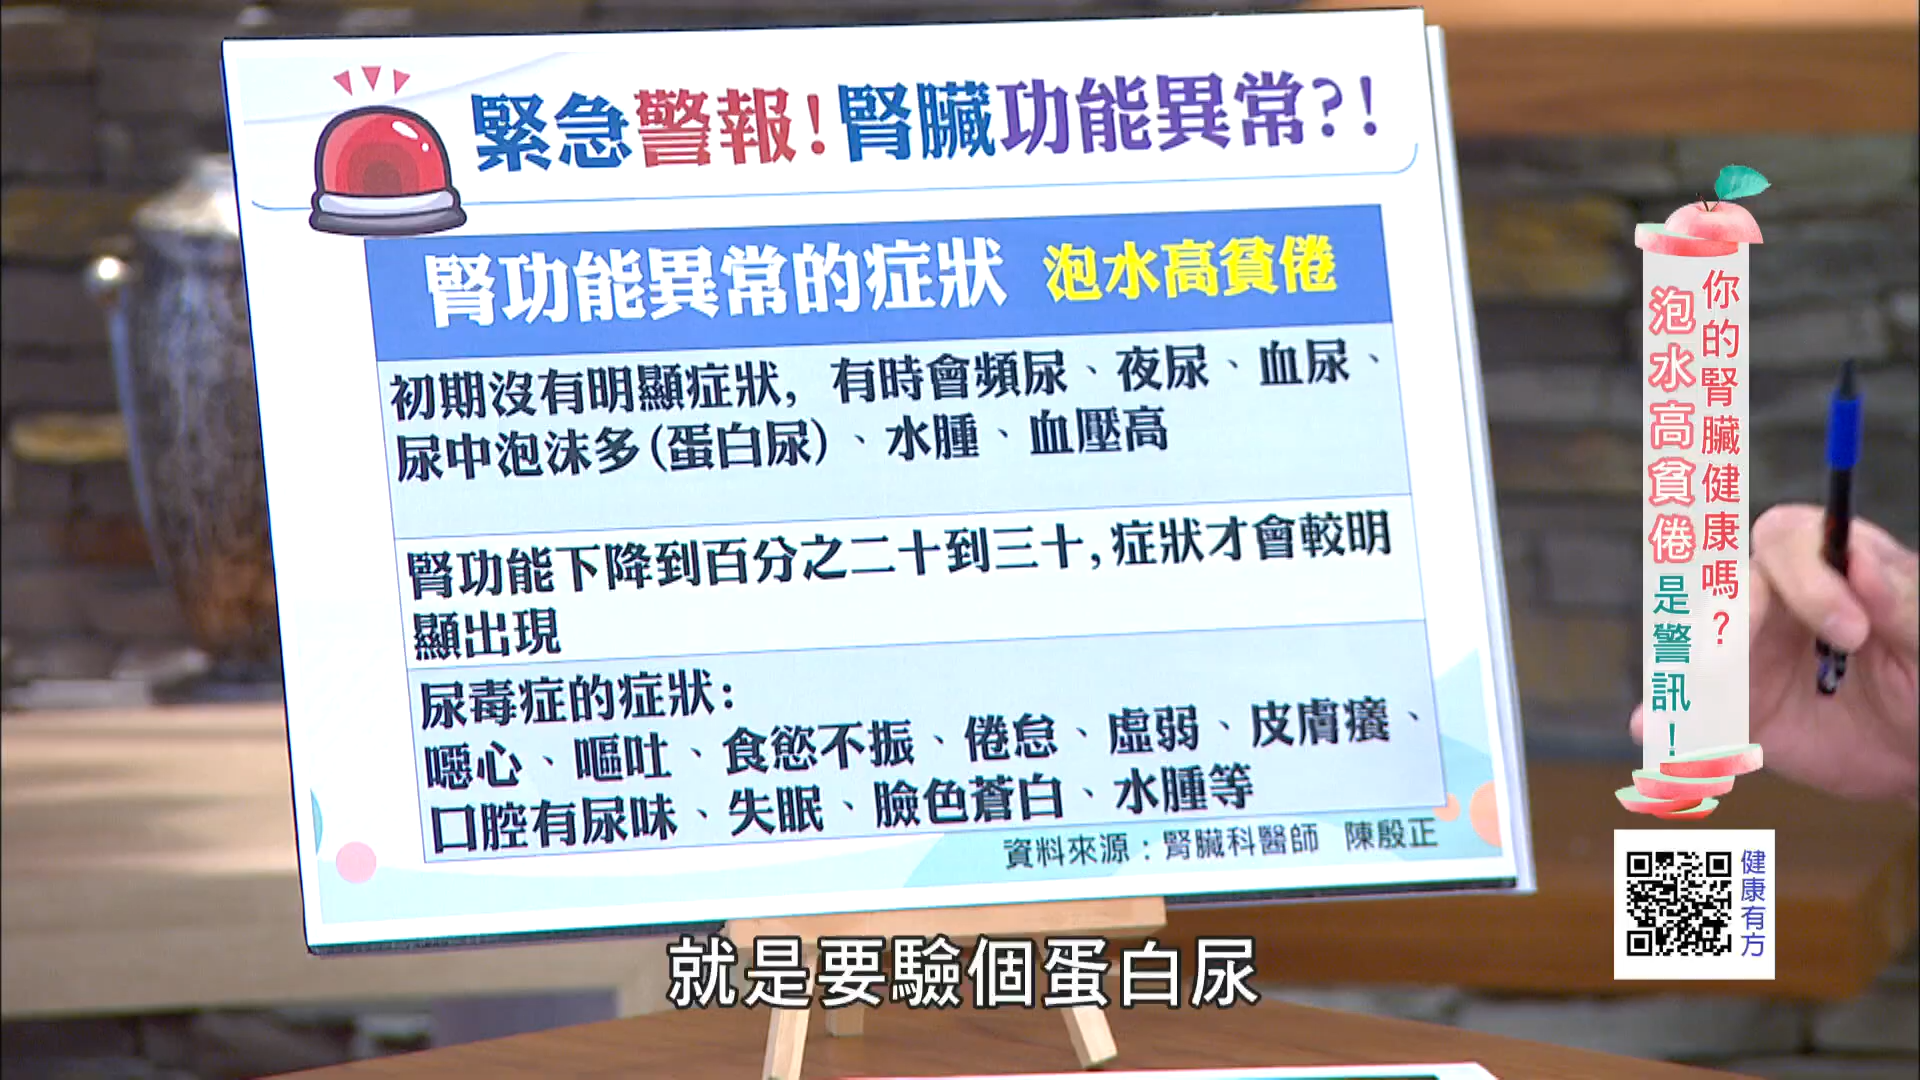 緊急警報!腎臟功能異常?!
腎功能異常的症狀 泡水高貧倦
初期沒有明顯症狀,有時會頻尿、夜尿、血尿、
尿中泡沫多(蛋白尿)、水腫、血壓高
腎功能下降到百分之二十到三十,症狀才會較明
顯出現
尿毒症的症狀:
噁心、嘔吐、食慾不振、倦怠、虛弱、皮膚癢、
口腔有尿味、失眠、臉色蒼白、水腫等
資料來源:腎臟科醫師 陳殷正
你的腎臟健康嗎?
泡水高貧倦是警訊!
健康有方
就是要驗個蛋白尿